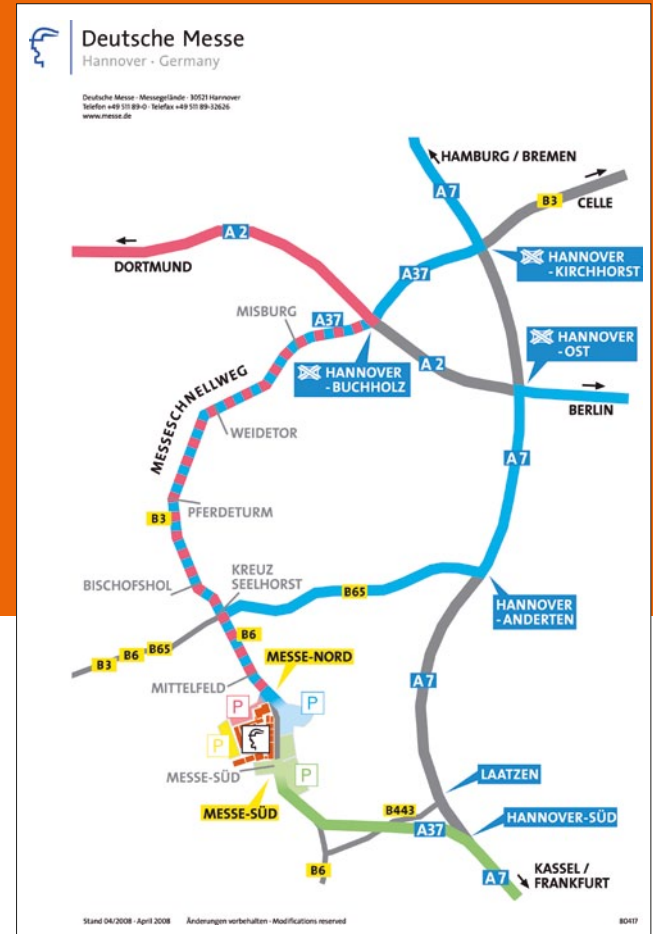 Deutsche Messe
Hannover · Germany
Deutsche Messe · Messegelände · 30521 Hannover
Telefon +49 511 89-0 · Telefax +49 511 89-32626
www.messe.de
HAMBURG / BREMEN
A 7
B3
CELLE
A 2
DORTMUND
A37
HANNOVER
- KIRCHHORST
MISBURG
A37
HANNOVER
- OST
A 2
HANNOVER
- BUCHHOLZ
BERLIN
MESSESCHNELLWEG
WEIDETOR
A 7
PFERDETURM
B3
KREUZ
SEELHORST
BISCHOFSHOL
B65
HANNOVER
- ANDERTEN
B6
B3
B6
B65
MESSE-NORD
MITTELFELD
A 7
P
P
P
MESSE-SÜD
P
LAATZEN
MESSE-SÜD
B443
A37
HANNOVER-SÜD
B6
A 7
KASSEL /
FRANKFURT
Stand 04/2008 - April 2008
Änderungen vorbehalten - Modifications reserved
80417